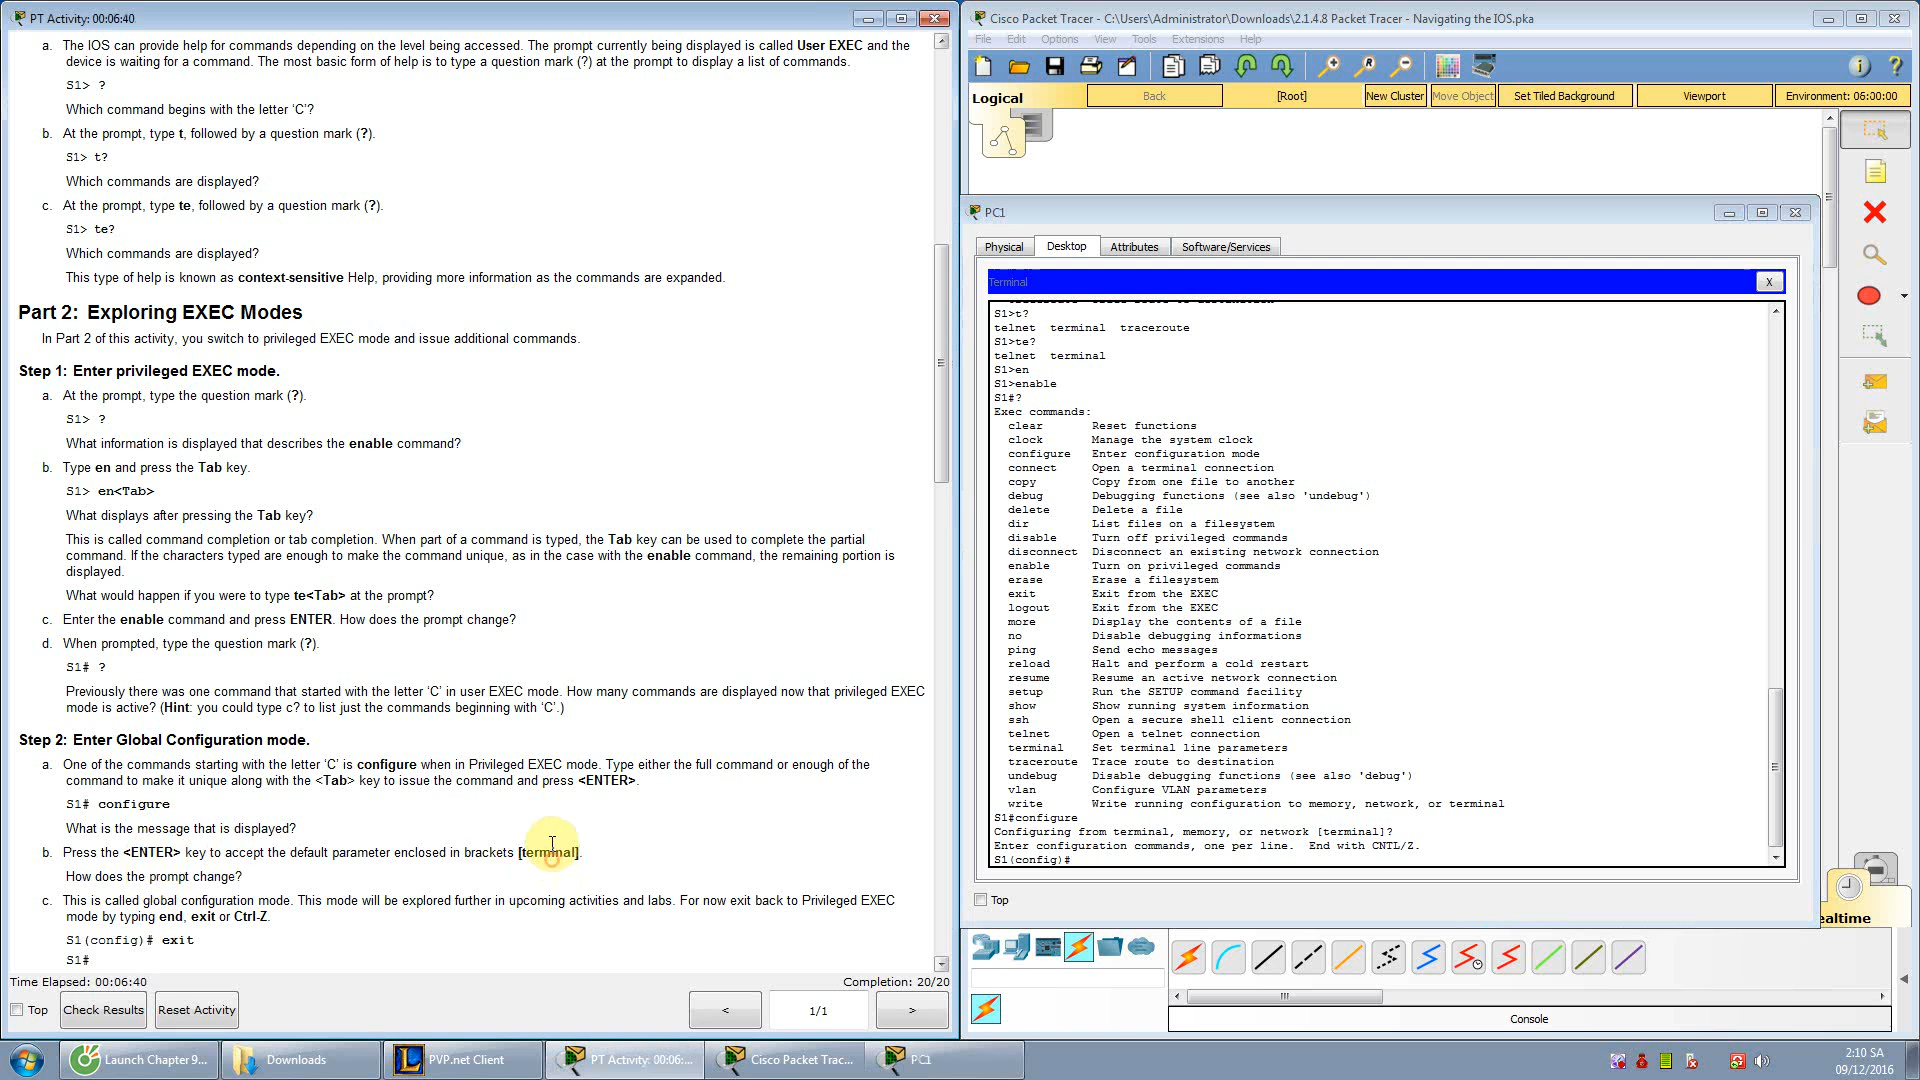 PT Activity: 00:06:40
a. The IOS can provide help for commands depending on the level being accessed. The prompt currently being displayed is called User EXEC and the
device is waiting for a command. The most basic form of help is to type a question mark (?) at the prompt to display a list of commands.
S1> ?
Which command begins with the letter ‘C’?
b. At the prompt, type t, followed by a question mark (?).
S1> t?
Which commands are displayed?
c. At the prompt, type te, followed by a question mark (?).
S1> te?
Which commands are displayed?
This type of help is known as context-sensitive Help, providing more information as the commands are expanded.
Part 2: Exploring EXEC Modes
In Part 2 of this activity, you switch to privileged EXEC mode and issue additional commands.
Step 1: Enter privileged EXEC mode.
a. At the prompt, type the question mark (?).
S1> ?
What information is displayed that describes the enable command?
b. Type en and press the Tab key.
S1> en<Tab>
What displays after pressing the Tab key?
This is called command completion or tab completion. When part of a command is typed, the Tab key can be used to complete the partial
command. If the characters typed are enough to make the command unique, as in the case with the enable command, the remaining portion is
displayed.
What would happen if you were to type te<Tab> at the prompt?
c. Enter the enable command and press ENTER. How does the prompt change?
d. When prompted, type the question mark (?).
S1# ?
Previously there was one command that started with the letter ‘C’ in user EXEC mode. How many commands are displayed now that privileged EXEC
mode is active? (Hint: you could type c? to list just the commands beginning with ‘C’.)
Step 2: Enter Global Configuration mode.
a. One of the commands starting with the letter ‘C’ is configure when in Privileged EXEC mode. Type either the full command or enough of the
command to make it unique along with the <Tab> key to issue the command and press <ENTER>.
S1# configure
What is the message that is displayed?
b. Press the <ENTER> key to accept the default parameter enclosed in brackets [terminal].
How does the prompt change?
c. This is called global configuration mode. This mode will be explored further in upcoming activities and labs. For now exit back to Privileged EXEC
mode by typing end, exit or Ctrl-Z.
S1(config)# exit
S1#
Time Elapsed: 00:06:40 Completion: 20/20
Top Check Results Reset Activity < 1/1 >
Cisco Packet Tracer - C:\Users\Administrator\Downloads\2.1.4.8 Packet Tracer - Navigating the IOS.pka
File Edit Options View Tools Extensions Help
Logical Back [Root] New Cluster Move Object Set Tiled Background Viewport Environment: 06:00:00
PC1
Physical Desktop Attributes Software/Services
Terminal X
S1>t?
telnet terminal traceroute
S1>te?
telnet terminal
S1>en
S1>enable
S1#?
Exec commands:
clear Reset functions
clock Manage the system clock
configure Enter configuration mode
connect Open a terminal connection
copy Copy from one file to another
debug Debugging functions (see also 'undebug')
delete Delete a file
dir List files on a filesystem
disable Turn off privileged commands
disconnect Disconnect an existing network connection
enable Turn on privileged commands
erase Erase a filesystem
exit Exit from the EXEC
logout Exit from the EXEC
more Display the contents of a file
no Disable debugging informations
ping Send echo messages
reload Halt and perform a cold restart
resume Resume an active network connection
setup Run the SETUP command facility
show Show running system information
ssh Open a secure shell client connection
telnet Open a telnet connection
terminal Set terminal line parameters
traceroute Trace route to destination
undebug Disable debugging functions (see also 'debug')
vlan Configure VLAN parameters
write Write running configuration to memory, network, or terminal
S1#configure
Configuring from terminal, memory, or network [terminal]?
Enter configuration commands, one per line. End with CNTL/Z.
S1(config)#
Top
ealtime
Console
Launch Chapter 9... Downloads PVP.net Client PT Activity: 00:06:... Cisco Packet Trac... PC1
2:10 SA
09/12/2016